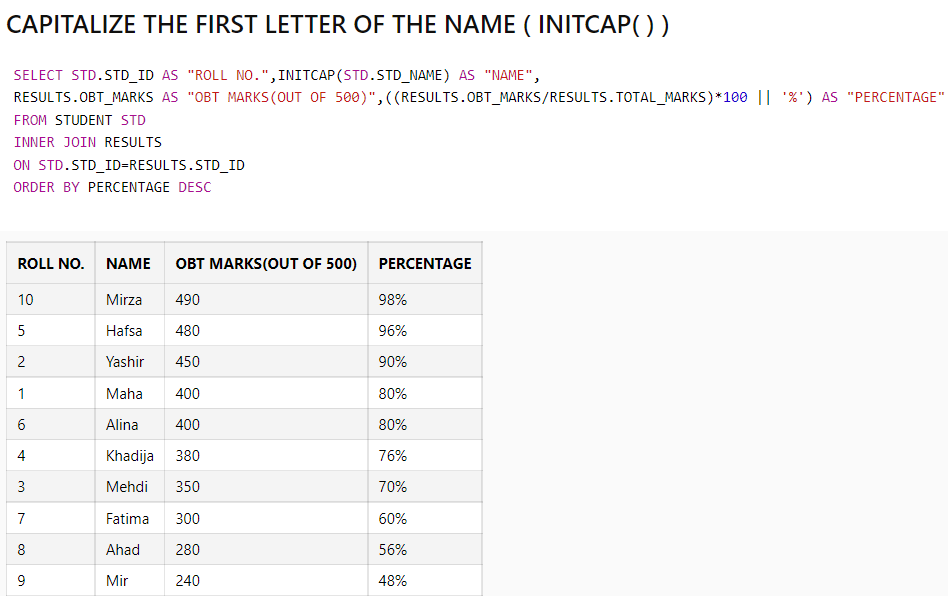 CAPITALIZE THE FIRST LETTER OF THE NAME ( INITCAP( ) )
SELECT STD.STD_ID AS "ROLL NO.",INITCAP(STD.STD_NAME) AS "NAME",
RESULTS.OBT_MARKS AS "OBT MARKS(OUT OF 500)",((RESULTS.OBT_MARKS/RESULTS.TOTAL_MARKS)*100 || '%') AS "PERCENTAGE"
FROM STUDENT STD
INNER JOIN RESULTS
ON STD.STD_ID=RESULTS.STD_ID
ORDER BY PERCENTAGE DESC
ROLL NO. NAME OBT MARKS(OUT OF 500) PERCENTAGE
10 Mirza 490 98%
5 Hafsa 480 96%
2 Yashir 450 90%
1 Maha 400 80%
6 Alina 400 80%
4 Khadija 380 76%
3 Mehdi 350 70%
7 Fatima 300 60%
8 Ahad 280 56%
9 Mir 240 48%